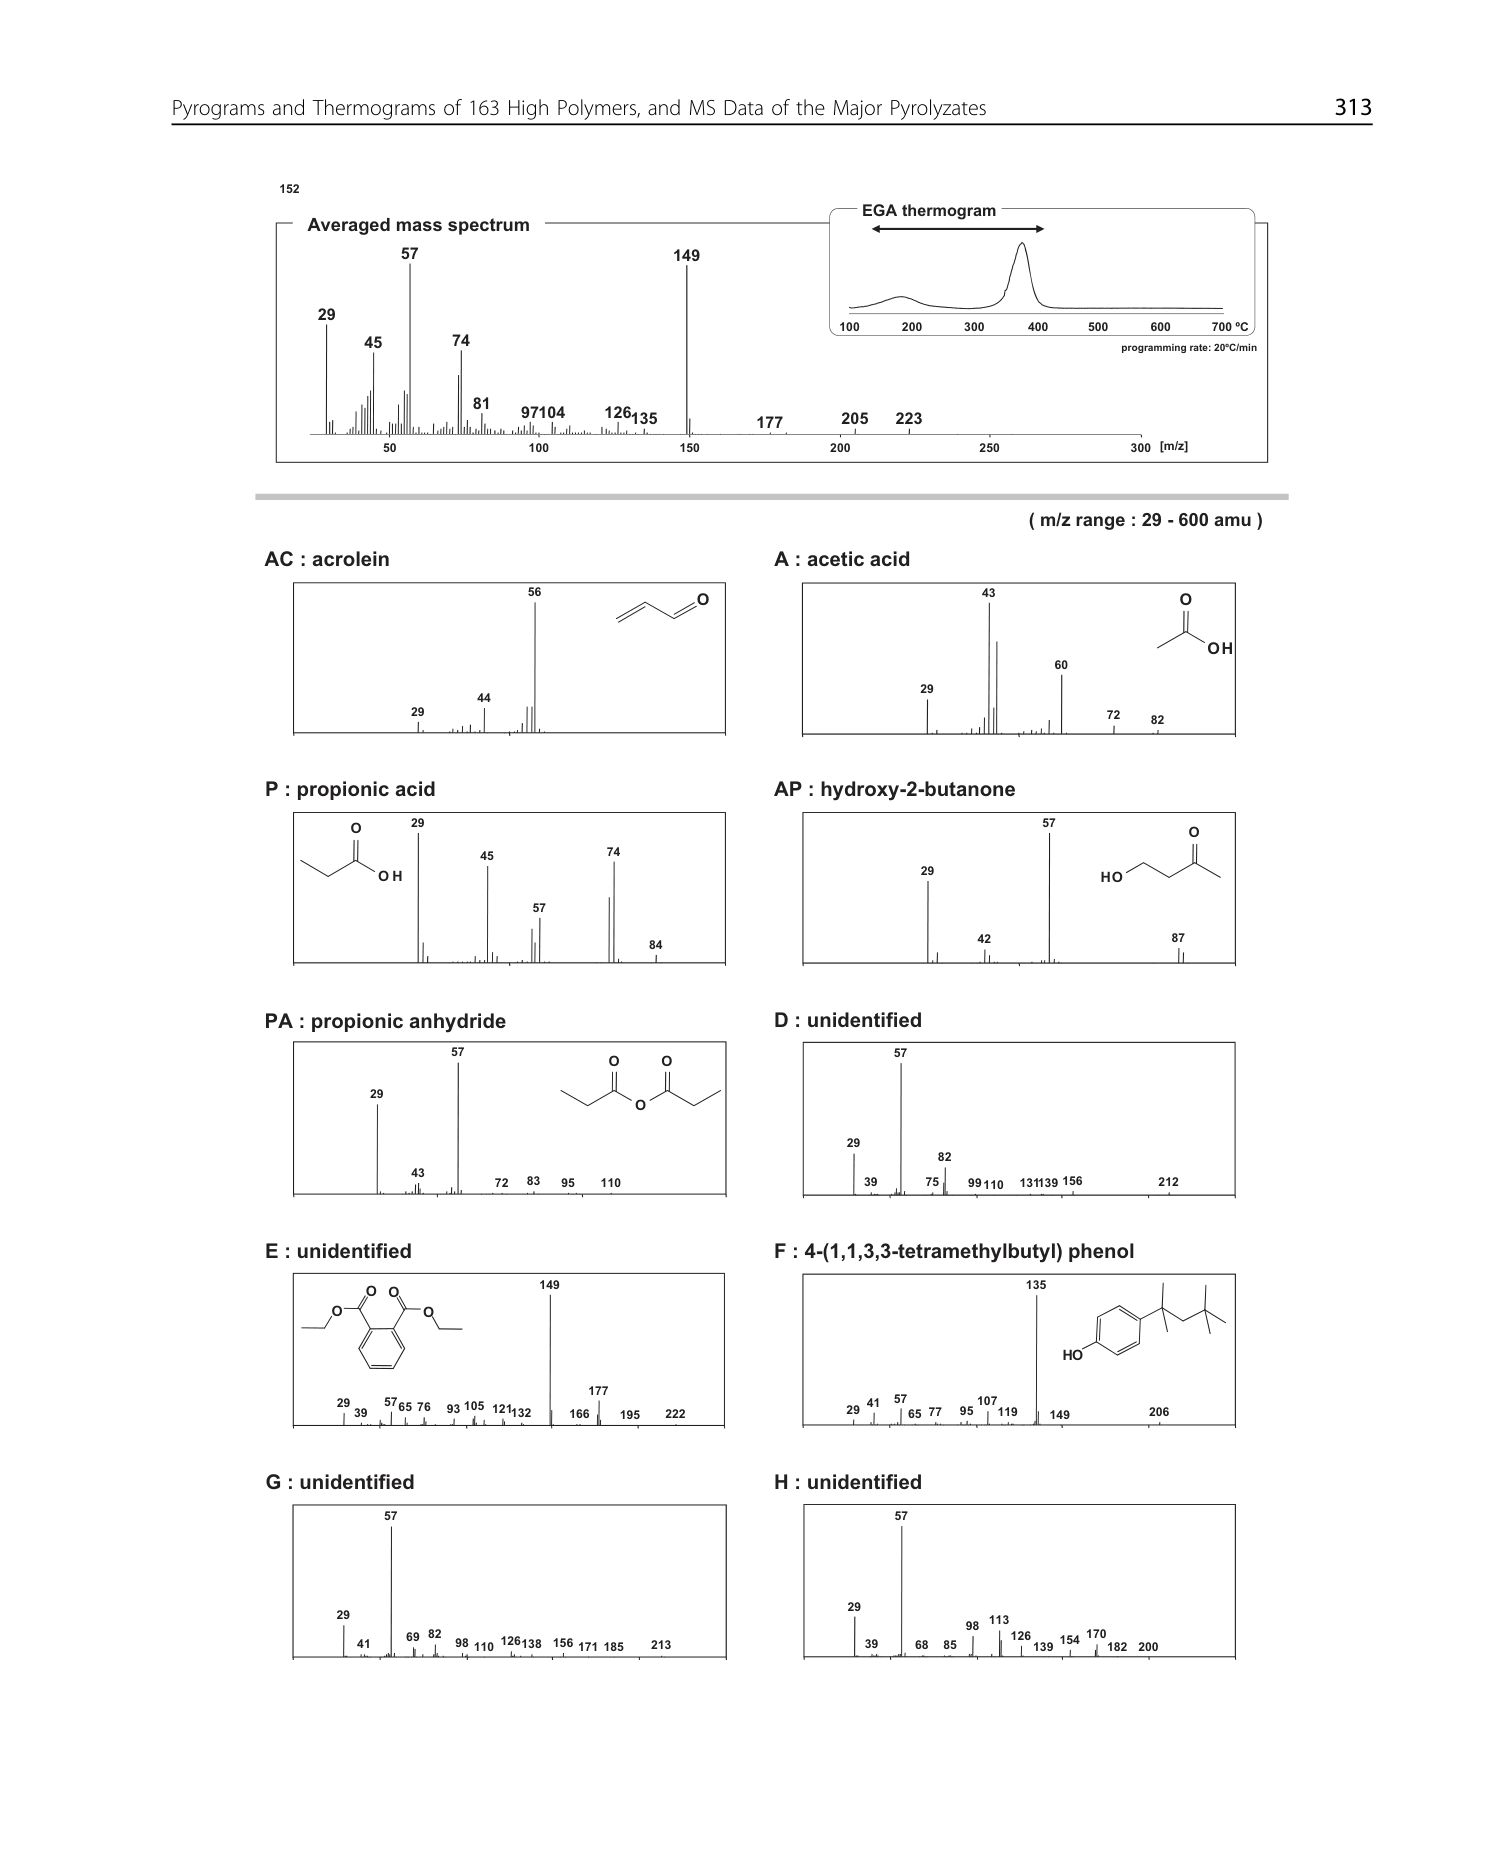 Pyrograms and Thermograms of 163 High Polymers, and MS Data of the Major Pyrolyzates 313
152
Averaged mass spectrum
EGA thermogram
57
149
29
45
74
81
97 104
126 135
177
205
223
50 100 150 200 250 300 [m/z]
100 200 300 400 500 600 700 ºC
programming rate: 20ºC/min
( m/z range : 29 - 600 amu )
AC : acrolein
56
O
44
29
A : acetic acid
43
O
OH
60
29
72
82
P : propionic acid
29
O
OH
45
74
57
84
AP : hydroxy-2-butanone
57
O
HO
29
42
87
PA : propionic anhydride
57
O O
O
29
43
72 83 95 110
D : unidentified
57
29
82
39 75 99 110 131 139 156 212
E : unidentified
149
O O
O O
177
29 39 57 65 76 93 105 121 132 166 195 222
F : 4-(1,1,3,3-tetramethylbutyl) phenol
135
HO
29 41 57 65 77 95 107 119 149 206
G : unidentified
57
29
41 69 82 98 110 126 138 156 171 185 213
H : unidentified
57
29
39 68 85 98 113 126 139 154 170 182 200